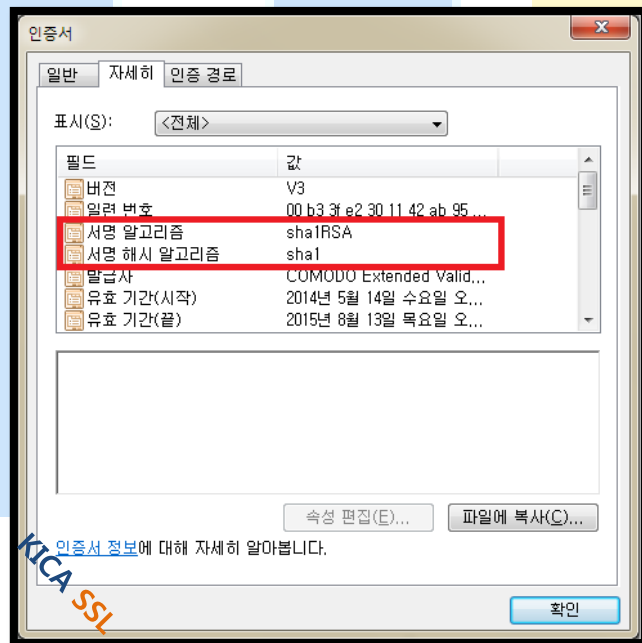 인증서
일반 자세히 인증 경로
표시(S): <전체>
필드 값
버전 V3
일련 번호 00 b3 3f e2 30 11 42 ab 95 ...
서명 알고리즘 sha1RSA
서명 해시 알고리즘 sha1
발급자 COMODO Extended Valid...
유효 기간(시작) 2014년 5월 14일 수요일 오...
유효 기간(끝) 2015년 8월 13일 목요일 오...
속성 편집(E)... 파일에 복사(C)...
인증서 정보에 대해 자세히 알아봅니다.
KICA SSL
확인